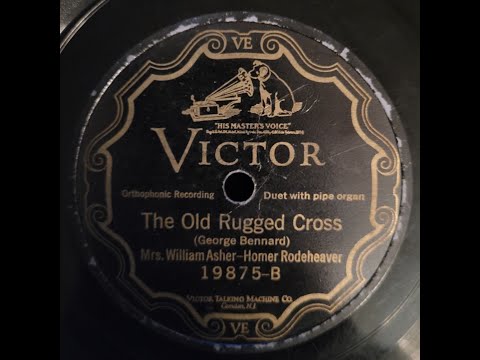 VE
"HIS MASTER'S VOICE"
VICTOR
Orthophonic Recording
Duet with pipe organ
The Old Rugged Cross
(George Bennard)
Mrs. William Asher-Homer Rodeheaver
19875-B
VICTOR TALKING MACHINE CO.
Camden, N.J.
VE